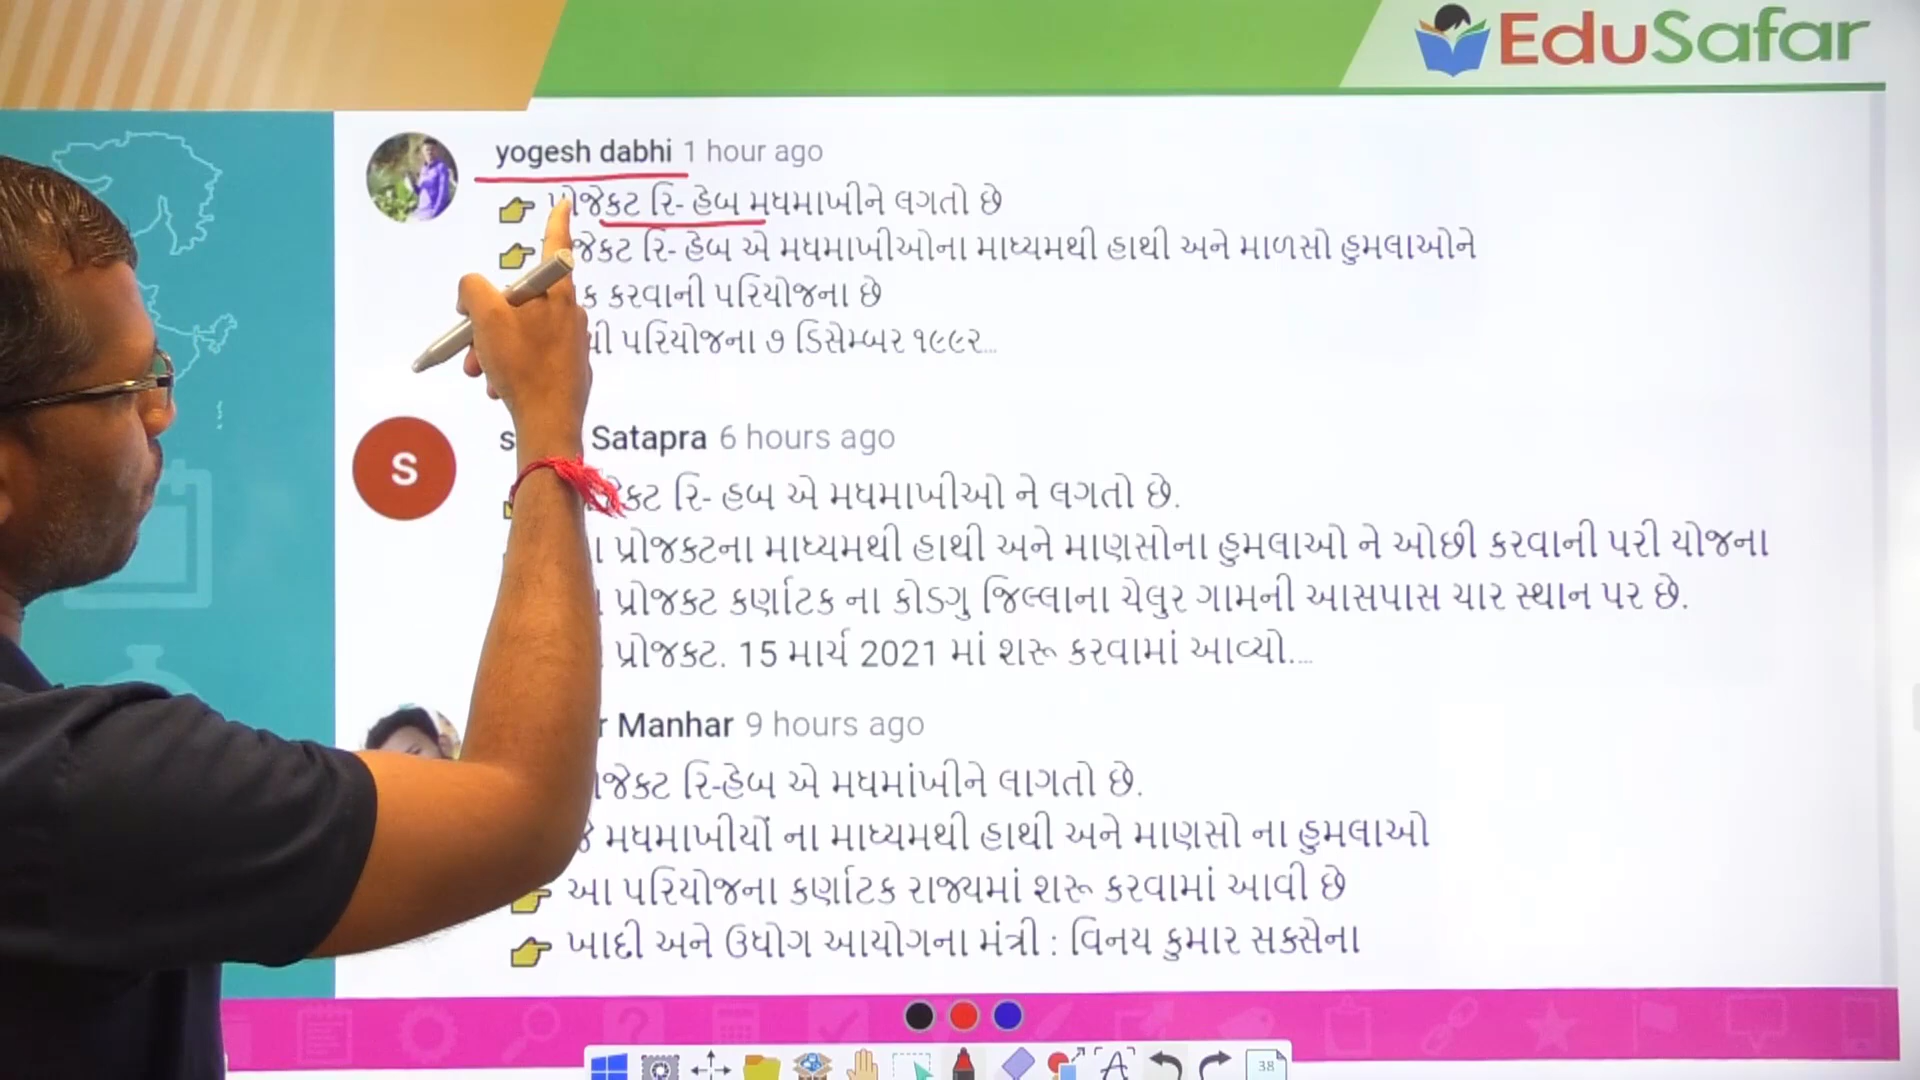 EduSafar
yogesh dabhi 1 hour ago
પ્રોજેકટ રિ- હેબ મધમાખીને લગતો છે
રિ- હેબ એ મધમાખીઓના માધ્યમથી હાથી અને માળસો હુમલાઓને
કરવાની પરિયોજના છે
પરિયોજના ૭ ડિસેમ્બર ૧૯૯૨...
S
Satapra 6 hours ago
રિ- હબ એ મધમાખીઓ ને લગતો છે.
પ્રોજકટના માધ્યમથી હાથી અને માણસોના હુમલાઓ ને ઓછી કરવાની પરી યોજના
પ્રોજકટ કર્ણાટક ના કોડગુ જિલ્લાના ચેલુર ગામની આસપાસ ચાર સ્થાન પર છે.
પ્રોજકટ. 15 માર્ચ 2021 માં શરૂ કરવામાં આવ્યો....
Manhar 9 hours ago
રિ-હેબ એ મધમાંખીને લાગતો છે.
મધમાખીયોં ના માધ્યમથી હાથી અને માણસો ના હુમલાઓ
આ પરિયોજના કર્ણાટક રાજ્યમાં શરૂ કરવામાં આવી છે
ખાદી અને ઉધોગ આયોગના મંત્રી : વિનય કુમાર સક્સેના
38